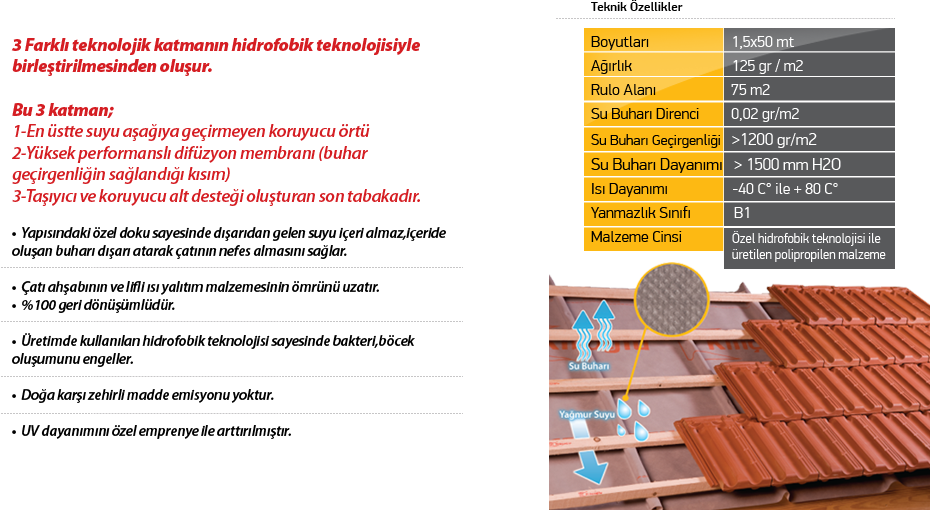 3 Farklı teknolojik katmanın hidrofobik teknolojisiyle
birleştirilmesinden oluşur.
Bu 3 katman;
1-En üstte suyu aşağıya geçirmeyen koruyucu örtü
2-Yüksek performanslı difüzyon membranı (buhar
geçirgenliğin sağlandığı kısım)
3-Taşıyıcı ve koruyucu alt desteği oluşturan son tabakadır.
• Yapısındaki özel doku sayesinde dışarıdan gelen suyu içeri almaz,içeride
oluşan buharı dışarı atarak çatının nefes almasını sağlar.
• Çatı ahşabının ve lifli ısı yalıtım malzemesinin ömrünü uzatır.
• %100 geri dönüşümlüdür.
• Üretimde kullanılan hidrofobik teknolojisi sayesinde bakteri,böcek
oluşumunu engeller.
• Doğa karşı zehirli madde emisyonu yoktur.
• UV dayanımını özel emprenye ile arttırılmıştır.
Teknik Özellikler
Boyutları 1,5x50 mt
Ağırlık 125 gr / m2
Rulo Alanı 75 m2
Su Buharı Direnci 0,02 gr/m2
Su Buharı Geçirgenliği >1200 gr/m2
Su Buharı Dayanımı > 1500 mm H2O
Isı Dayanımı -40 C° ile + 80 C°
Yanmazlık Sınıfı B1
Malzeme Cinsi Özel hidrofobik teknolojisi ile
üretilen polipropilen malzeme
Su Buharı
Yağmur Suyu